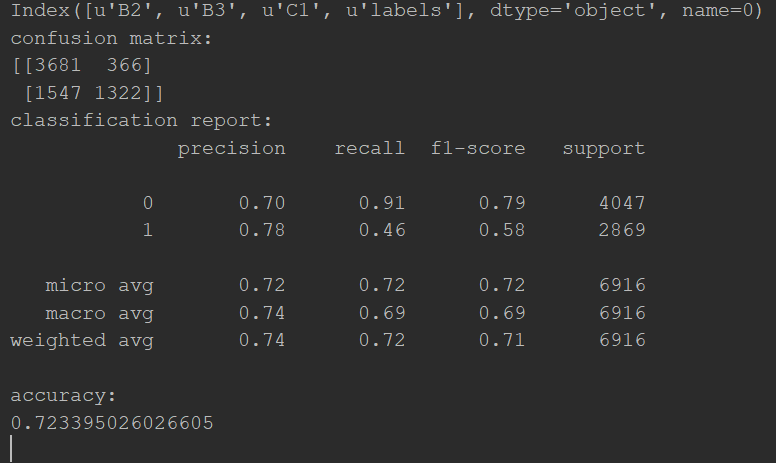 Index([u'B2', u'B3', u'C1', u'labels'], dtype='object', name=0)
confusion matrix:
[[3681  366]
 [1547 1322]]
classification report:
              precision    recall  f1-score   support

           0       0.70      0.91      0.79      4047
           1       0.78      0.46      0.58      2869

   micro avg       0.72      0.72      0.72      6916
   macro avg       0.74      0.69      0.69      6916
weighted avg       0.74      0.72      0.71      6916

accuracy:
0.723395026026605